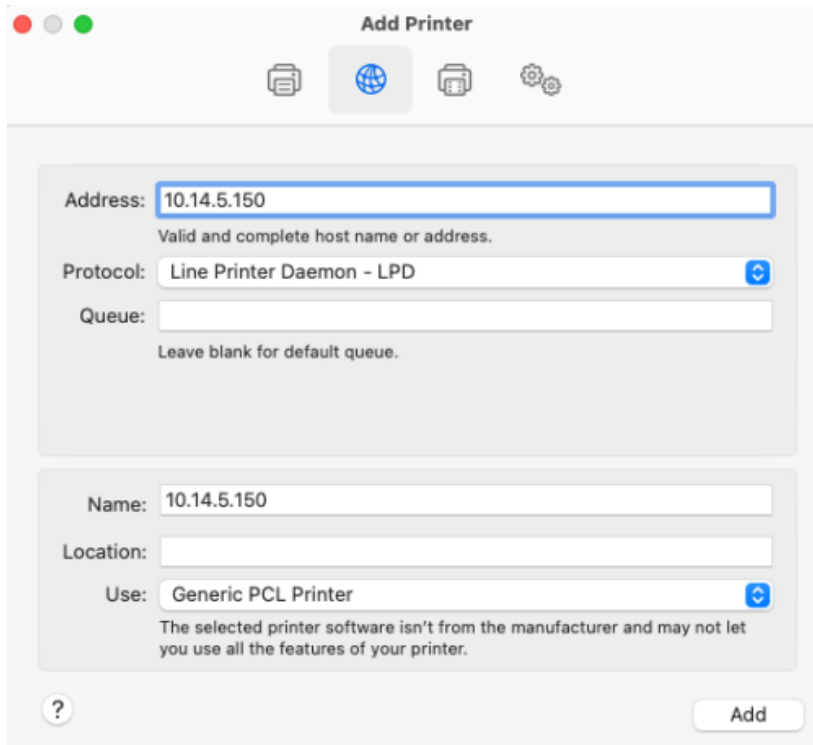 Add Printer
Address: 10.14.5.150
Valid and complete host name or address.
Protocol: Line Printer Daemon - LPD
Queue:
Leave blank for default queue.
Name: 10.14.5.150
Location:
Use: Generic PCL Printer
The selected printer software isn't from the manufacturer and may not let
you use all the features of your printer.
?
Add